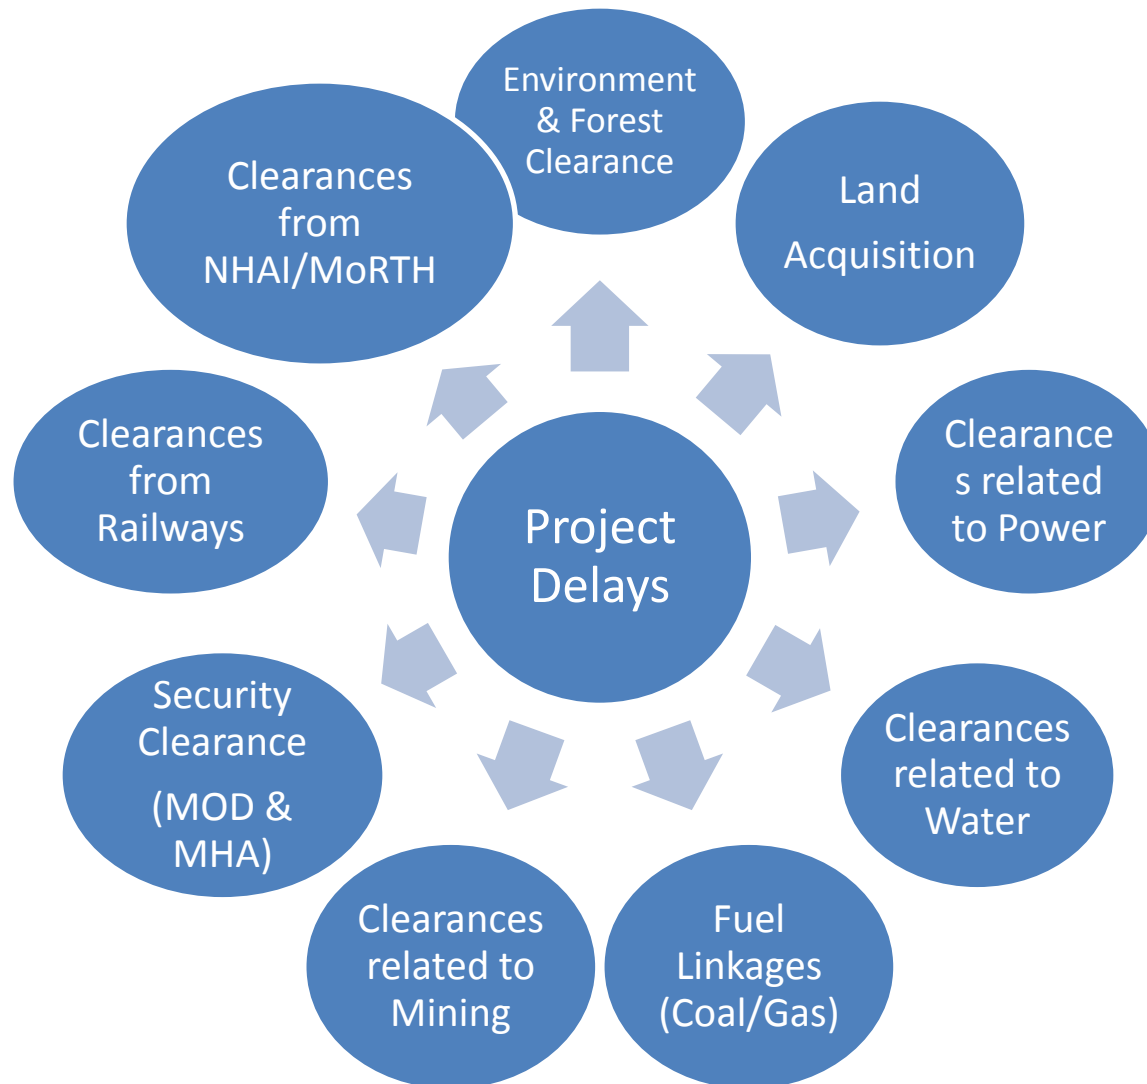 Environment
& Forest
Clearance
Land
Acquisition
Clearance
s related
to Power
Clearances
related to
Water
Fuel
Linkages
(Coal/Gas)
Clearances
related to
Mining
Security
Clearance
(MOD &
MHA)
Clearances
from
Railways
Clearances
from
NHAI/MoRTH
Project
Delays